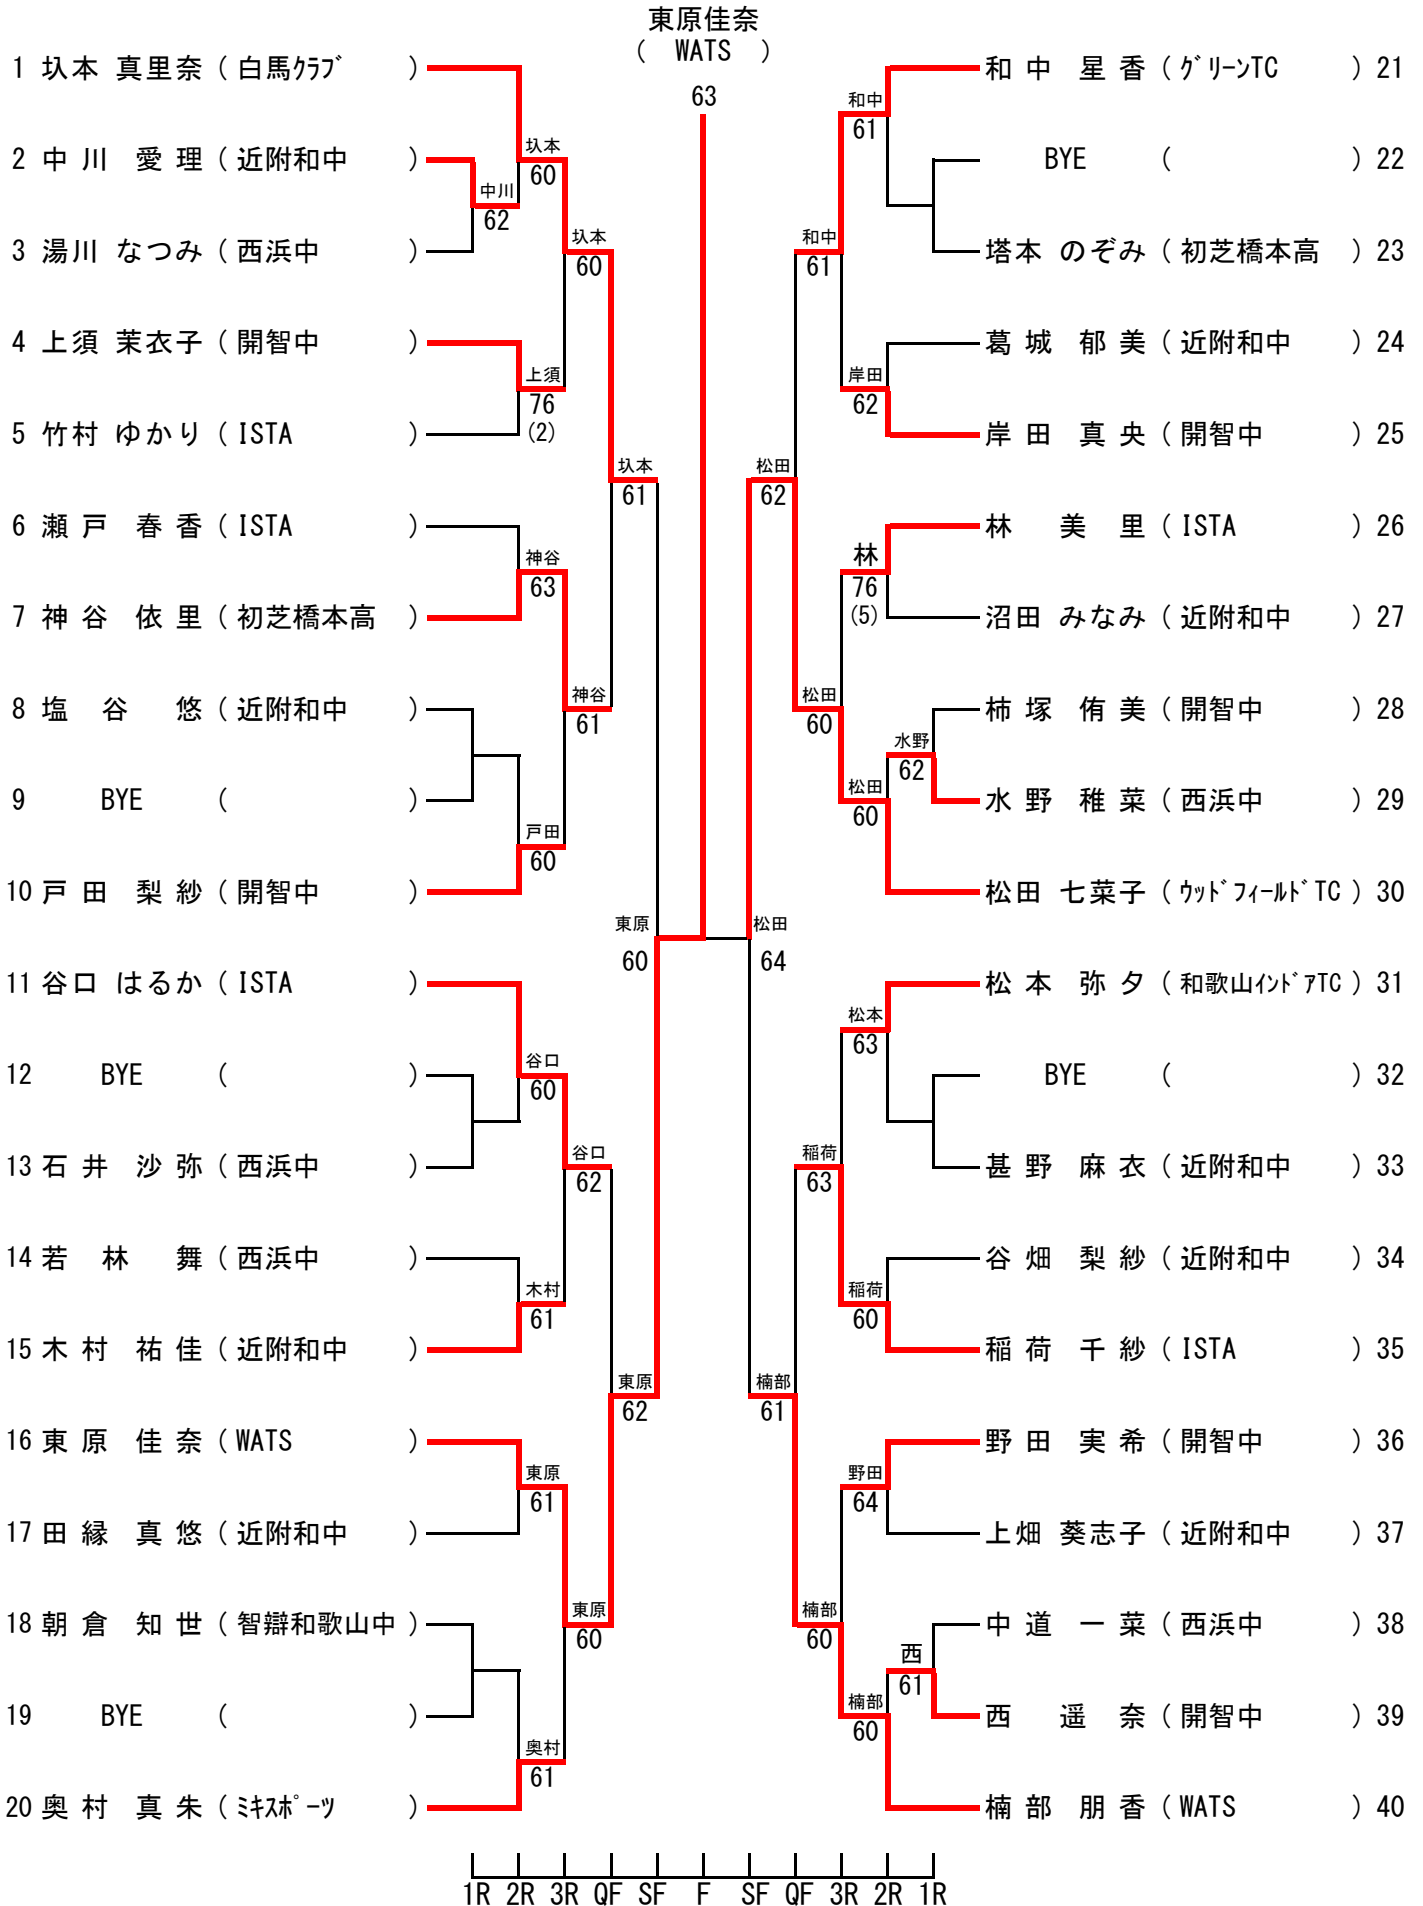 東原佳奈
( WATS )
63
1 圦本 真里奈 ( 白馬ｸﾗﾌﾞ )
2 中川 愛理 ( 近附和中 )
3 湯川 なつみ ( 西浜中 )
4 上須 茉衣子 ( 開智中 )
5 竹村 ゆかり ( ISTA )
6 瀬戸 春香 ( ISTA )
7 神谷 依里 ( 初芝橋本高 )
8 塩谷 悠 ( 近附和中 )
9 BYE ( )
10 戸田 梨紗 ( 開智中 )
11 谷口 はるか ( ISTA )
12 BYE ( )
13 石井 沙弥 ( 西浜中 )
14 若林 舞 ( 西浜中 )
15 木村 祐佳 ( 近附和中 )
16 東原 佳奈 ( WATS )
17 田縁 真悠 ( 近附和中 )
18 朝倉 知世 ( 智辯和歌山中 )
19 BYE ( )
20 奥村 真朱 ( ﾐｷｽﾎﾟｰﾂ )
中川
62
圦本
60
上須
76
(2)
神谷
63
戸田
60
谷口
60
木村
61
東原
61
奥村
61
圦本
60
神谷
61
谷口
62
東原
60
圦本
61
東原
62
東原
60
松田
64
松田
62
楠部
61
和中
61
松田
60
稲荷
63
楠部
60
和中
61
岸田
62
林
76
(5)
松田
60
松本
63
稲荷
60
野田
64
楠部
60
水野
62
西
61
和中 星香 ( ｸﾞﾘｰﾝTC ) 21
BYE ( ) 22
塔本 のぞみ ( 初芝橋本高 ) 23
葛城 郁美 ( 近附和中 ) 24
岸田 真央 ( 開智中 ) 25
林 美里 ( ISTA ) 26
沼田 みなみ ( 近附和中 ) 27
柿塚 侑美 ( 開智中 ) 28
水野 稚菜 ( 西浜中 ) 29
松田 七菜子 ( ｳｯﾄﾞﾌｨｰﾙﾄﾞTC ) 30
松本 弥夕 ( 和歌山ｲﾝﾄﾞｱTC ) 31
BYE ( ) 32
甚野 麻衣 ( 近附和中 ) 33
谷畑 梨紗 ( 近附和中 ) 34
稲荷 千紗 ( ISTA ) 35
野田 実希 ( 開智中 ) 36
上畑 葵志子 ( 近附和中 ) 37
中道 一菜 ( 西浜中 ) 38
西 遥奈 ( 開智中 ) 39
楠部 朋香 ( WATS ) 40
1R 2R 3R QF SF F SF QF 3R 2R 1R